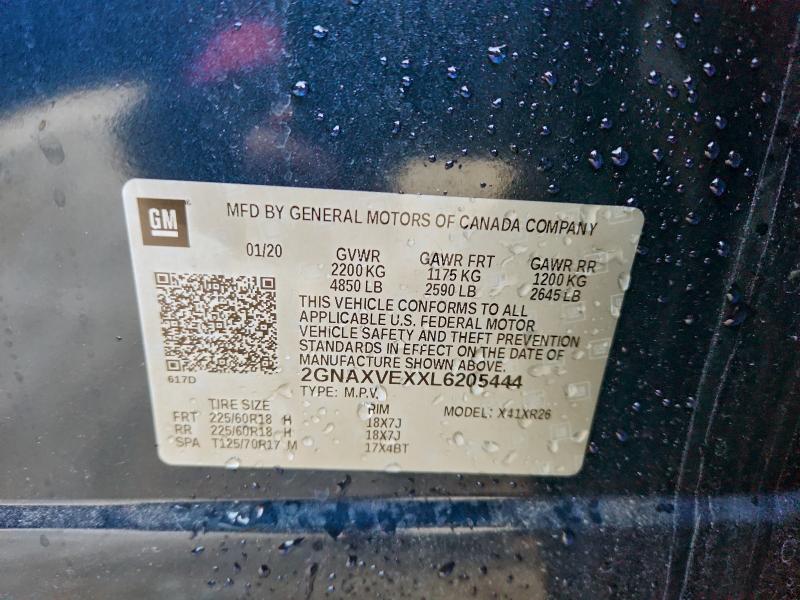 GM
MFD BY GENERAL MOTORS OF CANADA COMPANY
01/20 GVWR GAWR FRT GAWR RR
2200 KG 1175 KG 1200 KG
4850 LB 2590 LB 2645 LB
THIS VEHICLE CONFORMS TO ALL
APPLICABLE U.S. FEDERAL MOTOR
VEHICLE SAFETY AND THEFT PREVENTION
STANDARDS IN EFFECT ON THE DATE OF
MANUFACTURE SHOWN ABOVE.
617D 2GNAXVEXXL6205444
TYPE: M.P.V.
TIRE SIZE RIM MODEL: X41XR26
FRT 225/60R18 H 18X7J
RR 225/60R18 H 18X7J
SPA T125/70R17 M 17X4BT